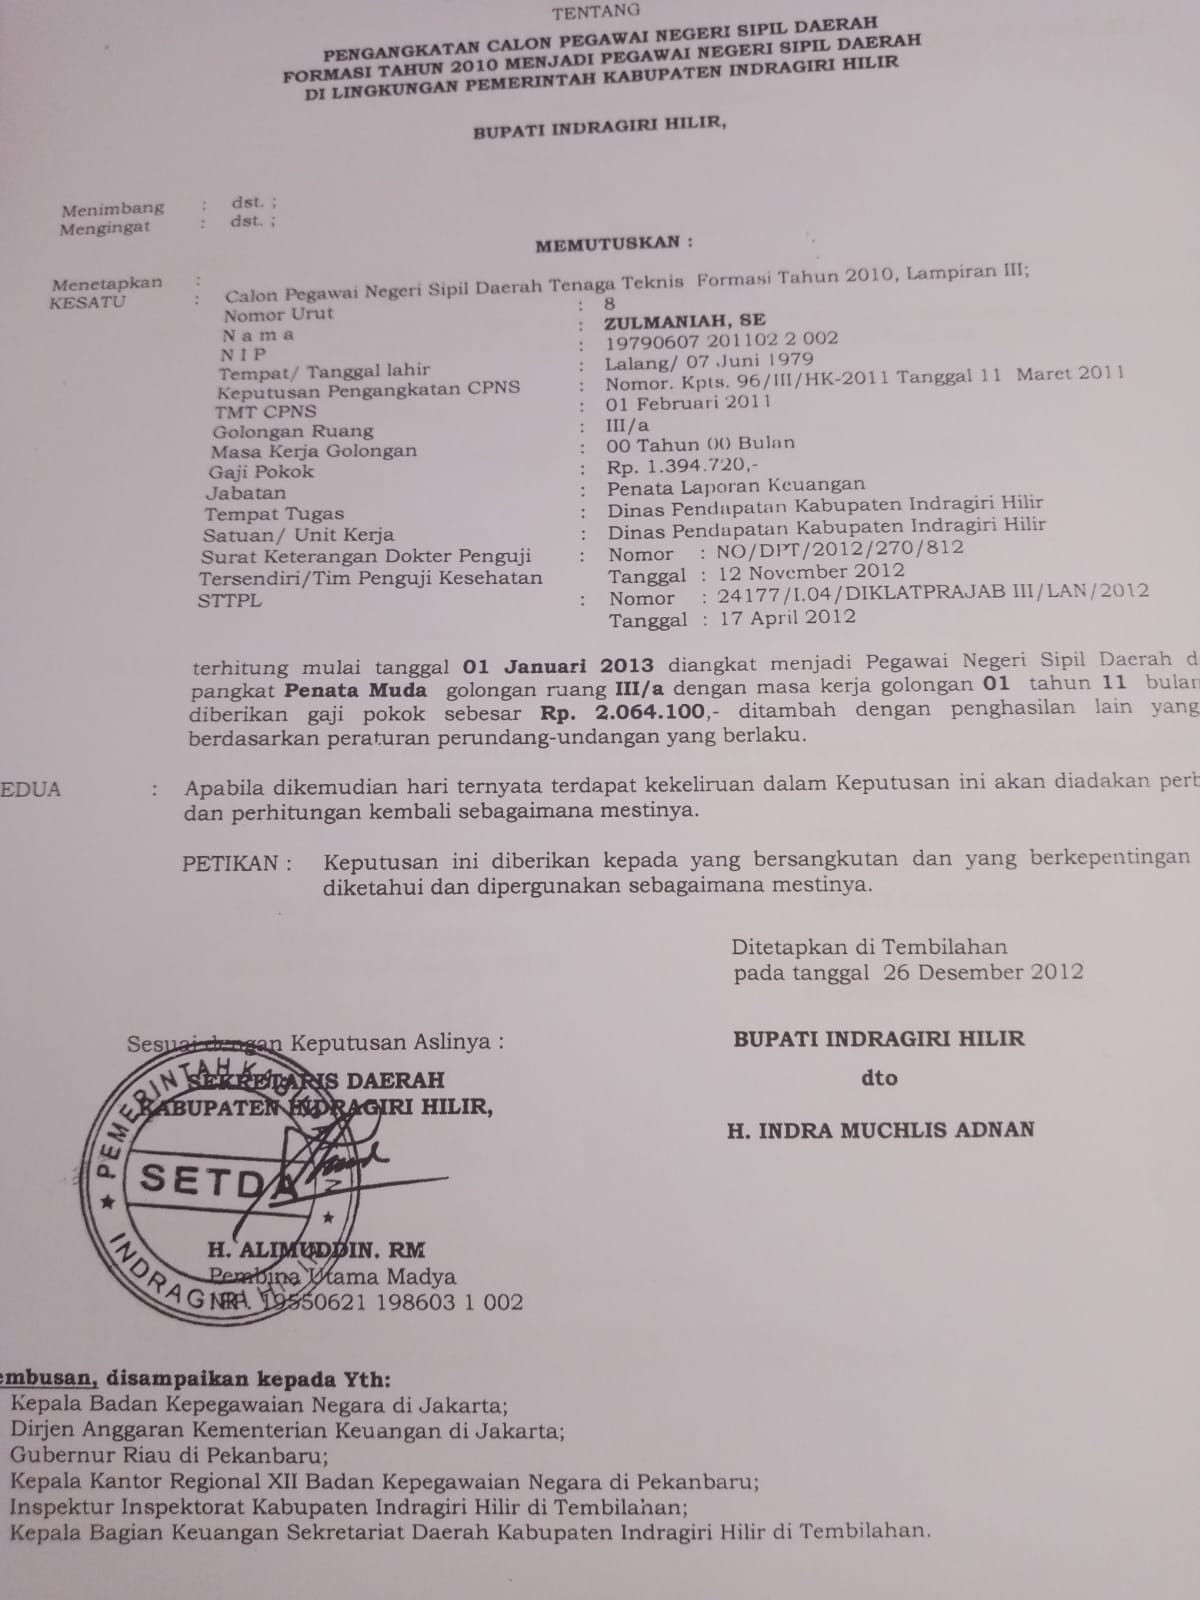 TENTANG
PENGANGKATAN CALON PEGAWAI NEGERI SIPIL DAERAH
FORMASI TAHUN 2010 MENJADI PEGAWAI NEGERI SIPIL DAERAH
DI LINGKUNGAN PEMERINTAH KABUPATEN INDRAGIRI HILIR
BUPATI INDRAGIRI HILIR,
Menimbang : dst. ;
Mengingat : dst. ;
MEMUTUSKAN :
Menetapkan :
KESATU : Calon Pegawai Negeri Sipil Daerah Tenaga Teknis Formasi Tahun 2010, Lampiran III;
Nomor Urut : 8
N a m a : ZULMANIAH, SE
N I P : 19790607 201102 2 002
Tempat/ Tanggal lahir : Lalang/ 07 Juni 1979
Keputusan Pengangkatan CPNS : Nomor. Kpts. 96/III/HK-2011 Tanggal 11 Maret 2011
TMT CPNS : 01 Februari 2011
Golongan Ruang : III/a
Masa Kerja Golongan : 00 Tahun 00 Bulan
Gaji Pokok : Rp. 1.394.720,-
Jabatan : Penata Laporan Keuangan
Tempat Tugas : Dinas Pendapatan Kabupaten Indragiri Hilir
Satuan/ Unit Kerja : Dinas Pendapatan Kabupaten Indragiri Hilir
Surat Keterangan Dokter Penguji : Nomor : NO/DPT/2012/270/812
Tersendiri/Tim Penguji Kesehatan Tanggal : 12 November 2012
STTPL : Nomor : 24177/I.04/DIKLATPRAJAB III/LAN/2012
Tanggal : 17 April 2012
terhitung mulai tanggal 01 Januari 2013 diangkat menjadi Pegawai Negeri Sipil Daerah d
pangkat Penata Muda golongan ruang III/a dengan masa kerja golongan 01 tahun 11 bulan
diberikan gaji pokok sebesar Rp. 2.064.100,- ditambah dengan penghasilan lain yang
berdasarkan peraturan perundang-undangan yang berlaku.
EDUA : Apabila dikemudian hari ternyata terdapat kekeliruan dalam Keputusan ini akan diadakan perb
dan perhitungan kembali sebagaimana mestinya.
PETIKAN : Keputusan ini diberikan kepada yang bersangkutan dan yang berkepentingan
diketahui dan dipergunakan sebagaimana mestinya.
Ditetapkan di Tembilahan
pada tanggal 26 Desember 2012
BUPATI INDRAGIRI HILIR
dto
H. INDRA MUCHLIS ADNAN
Sesuai dengan Keputusan Aslinya :
SEKRETARIS DAERAH
KABUPATEN INDRAGIRI HILIR,
PEMERINTAH KABUPATEN
SETDA
INDRAGIRI HILIR
H. ALIMUDDIN. RM
Pembina Utama Madya
NIP. 19550621 198603 1 002
embusan, disampaikan kepada Yth:
Kepala Badan Kepegawaian Negara di Jakarta;
Dirjen Anggaran Kementerian Keuangan di Jakarta;
Gubernur Riau di Pekanbaru;
Kepala Kantor Regional XII Badan Kepegawaian Negara di Pekanbaru;
Inspektur Inspektorat Kabupaten Indragiri Hilir di Tembilahan;
Kepala Bagian Keuangan Sekretariat Daerah Kabupaten Indragiri Hilir di Tembilahan.